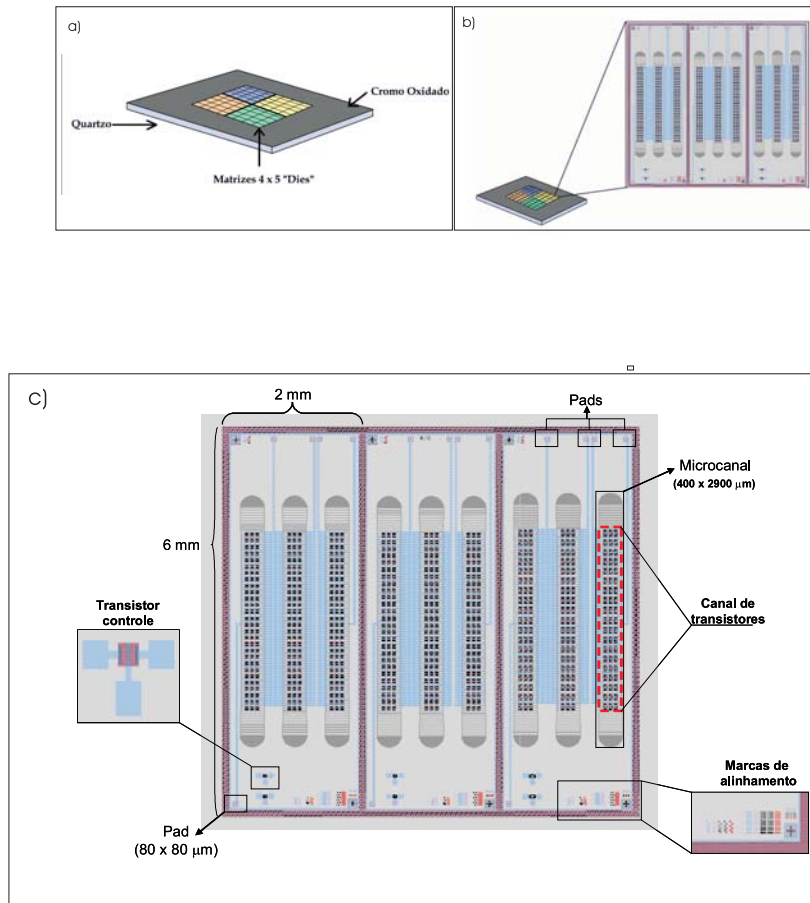 a)
Cromo Oxidado
Quartzo
Matrizes 4 x 5 "Dies"
b)
C)
2 mm
Pads
Microcanal
(400 x 2900 μm)
6 mm
Transistor
controle
Canal de
transistores
Marcas de
alinhamento
Pad
(80 x 80 μm)